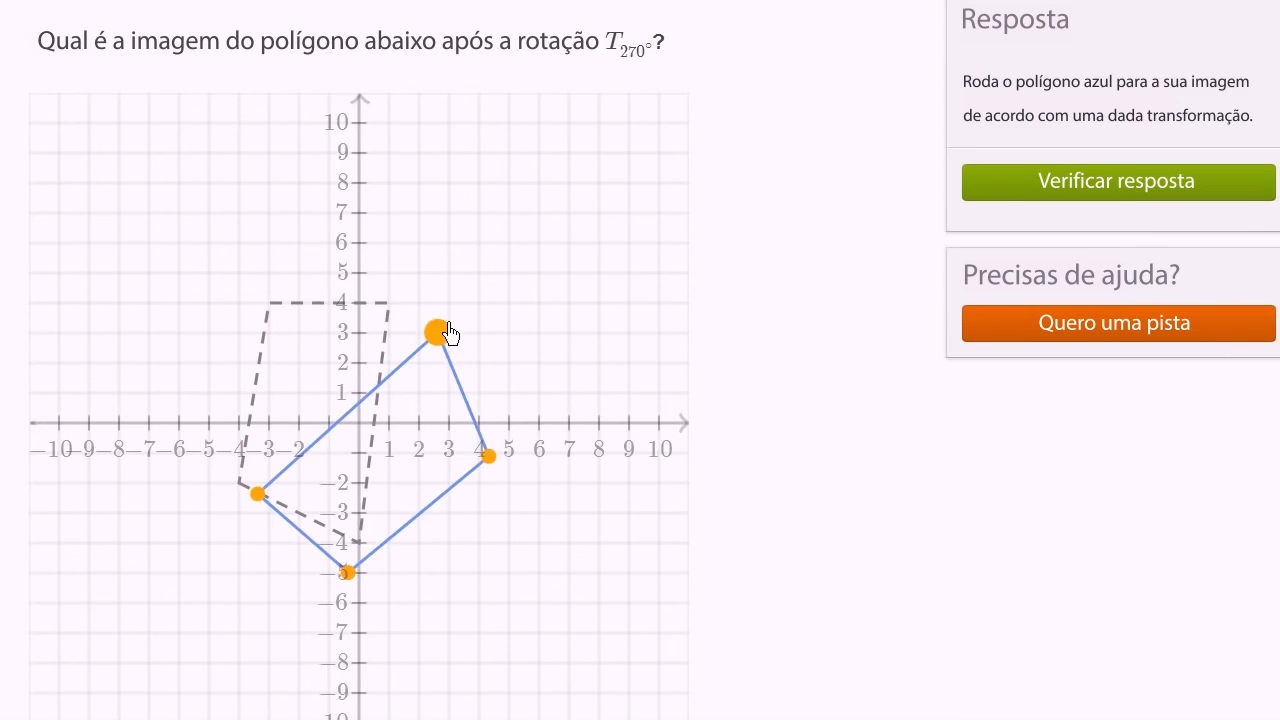 Qual é a imagem do polígono abaixo após a rotação T270°?
Resposta
Roda o polígono azul para a sua imagem
de acordo com uma dada transformação.
Verificar resposta
Precisas de ajuda?
Quero uma pista
10
9
8
7
6
5
4
3
2
1
−10 −9 −8 −7 −6 −5 −4 −3 −2 1 2 3 4 5 6 7 8 9 10
−2
−3
−4
−5
−6
−7
−8
−9